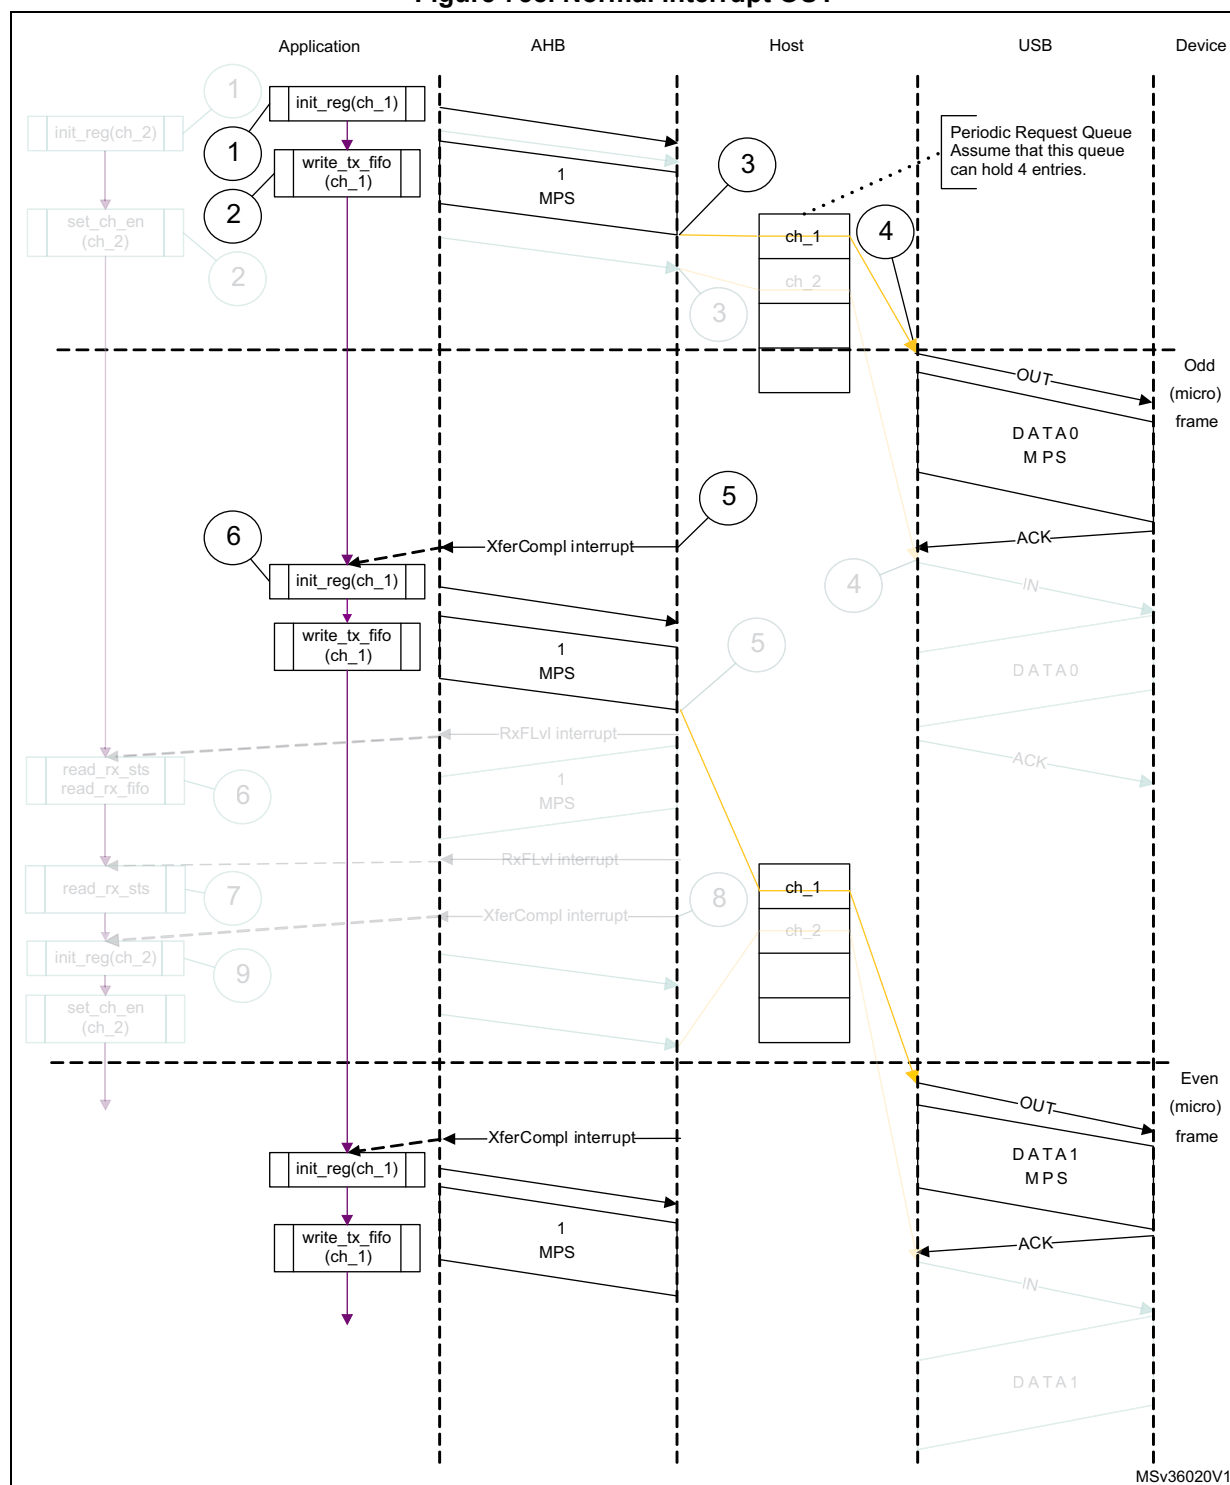 Application AHB Host USB Device
init_reg(ch_1)
1
init_reg(ch_2)
1
write_tx_fifo
(ch_1)
2
1
MPS
3
Periodic Request Queue
Assume that this queue
can hold 4 entries.
set_ch_en
(ch_2)
2
ch_1
4
ch_2
3
Odd
(micro)
frame
OUT
DATA0
MPS
5
6
XferCompl interrupt
ACK
init_reg(ch_1)
4
IN
write_tx_fifo
(ch_1)
1
MPS
5
DATA0
RxFLvl interrupt
ACK
read_rx_sts
read_rx_fifo
6
1
MPS
RxFLvl interrupt
read_rx_sts
7
8
ch_1
XferCompl interrupt
ch_2
init_reg(ch_2)
9
set_ch_en
(ch_2)
Even
(micro)
frame
OUT
XferCompl interrupt
DATA1
MPS
init_reg(ch_1)
write_tx_fifo
(ch_1)
1
MPS
ACK
IN
DATA1
MSv36020V1